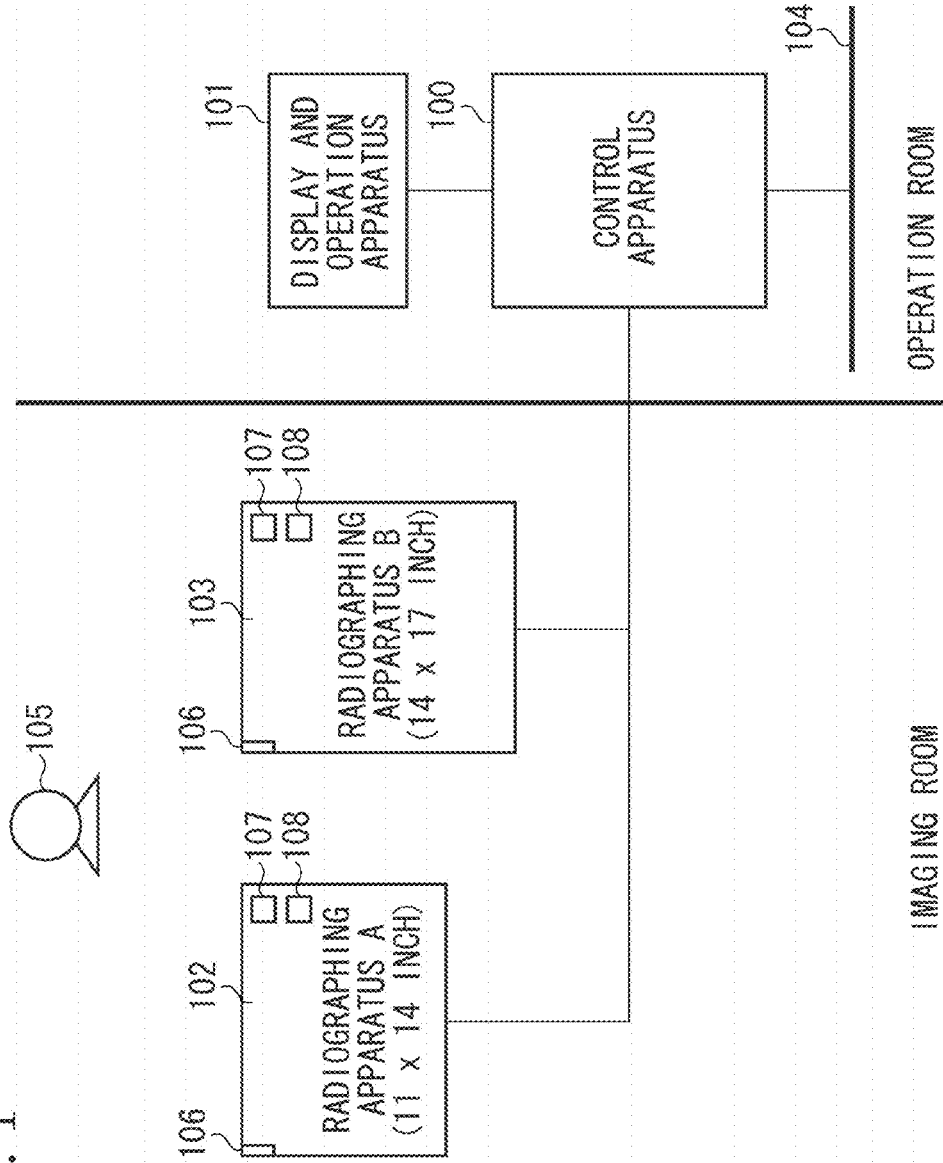 . 1
105
106
102
107
108
RADIOGRAPHING
APPARATUS A
(11 x 14 INCH)
106
103
107
108
RADIOGRAPHING
APPARATUS B
(14 x 17 INCH)
101
DISPLAY AND
OPERATION
APPARATUS
100
CONTROL
APPARATUS
104
IMAGING ROOM
OPERATION ROOM